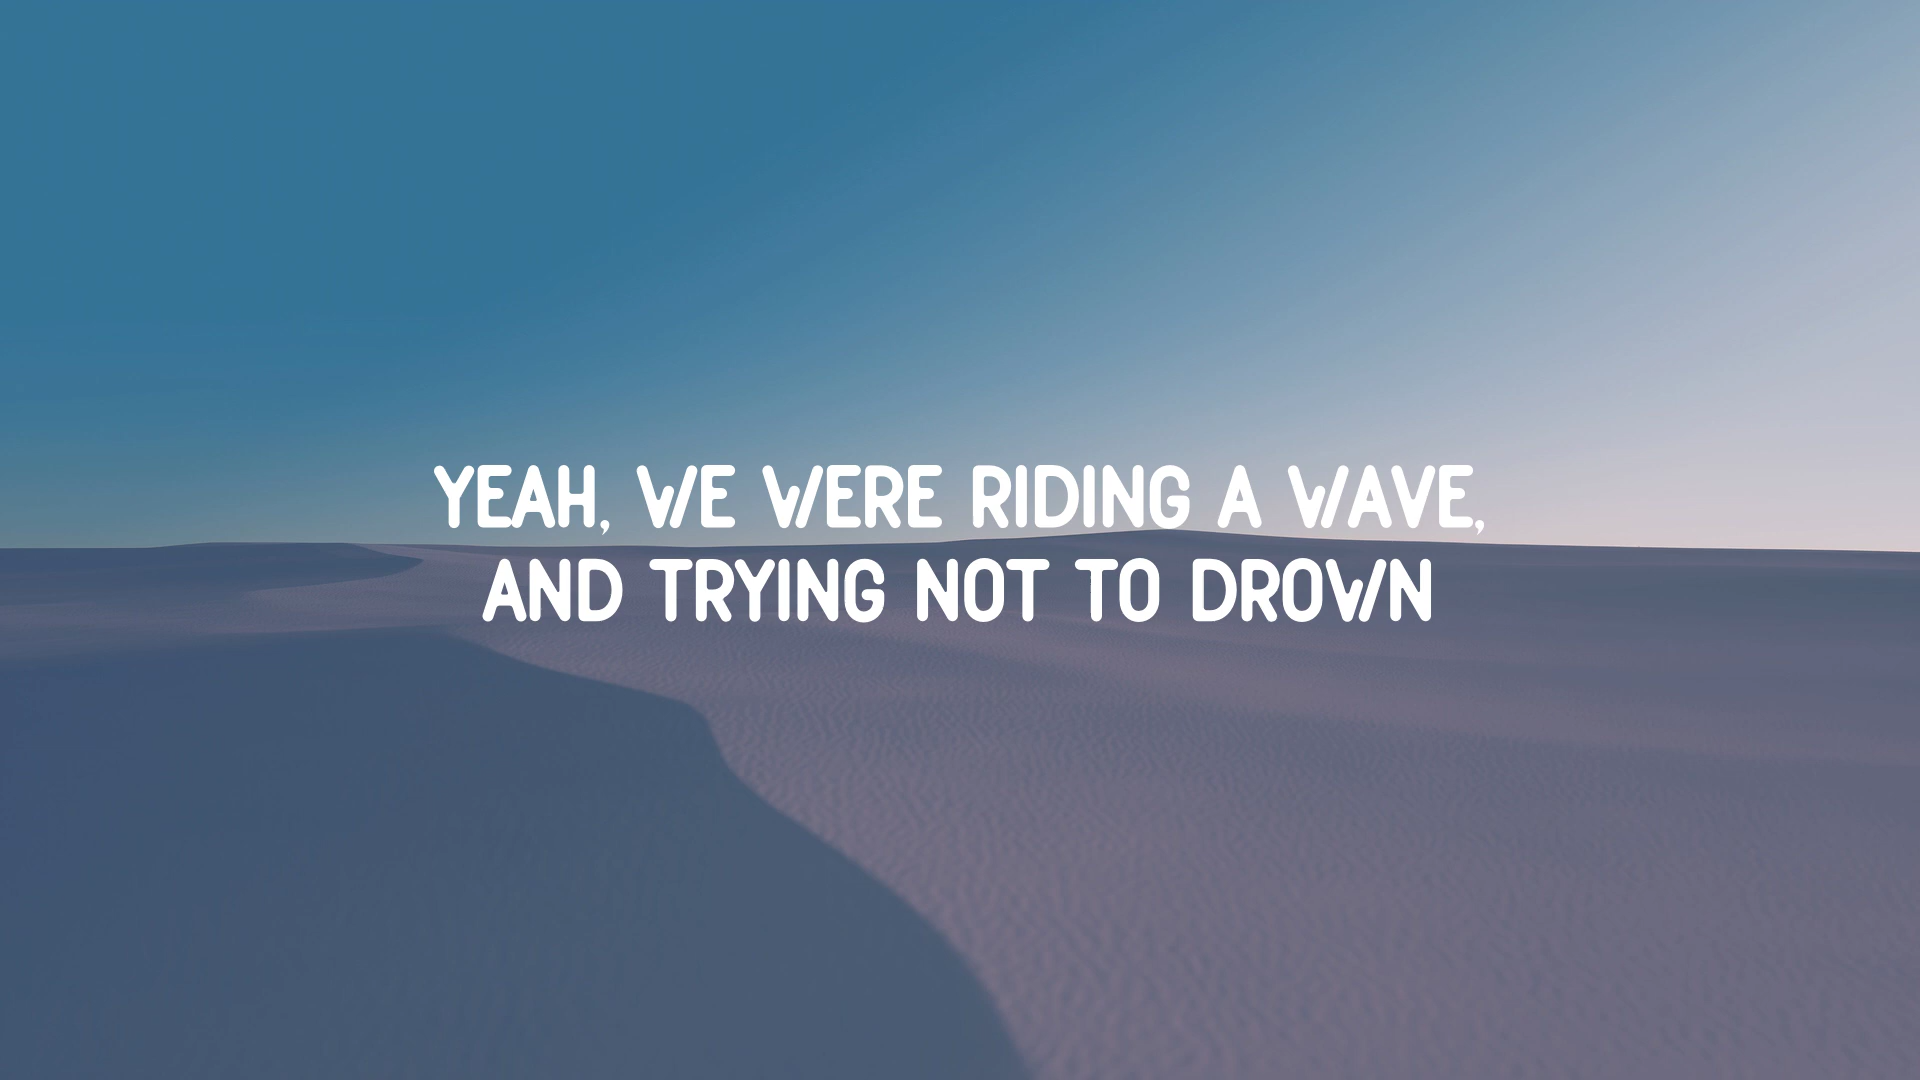 YEAH, WE WERE RIDING A WAVE,
AND TRYING NOT TO DROWN